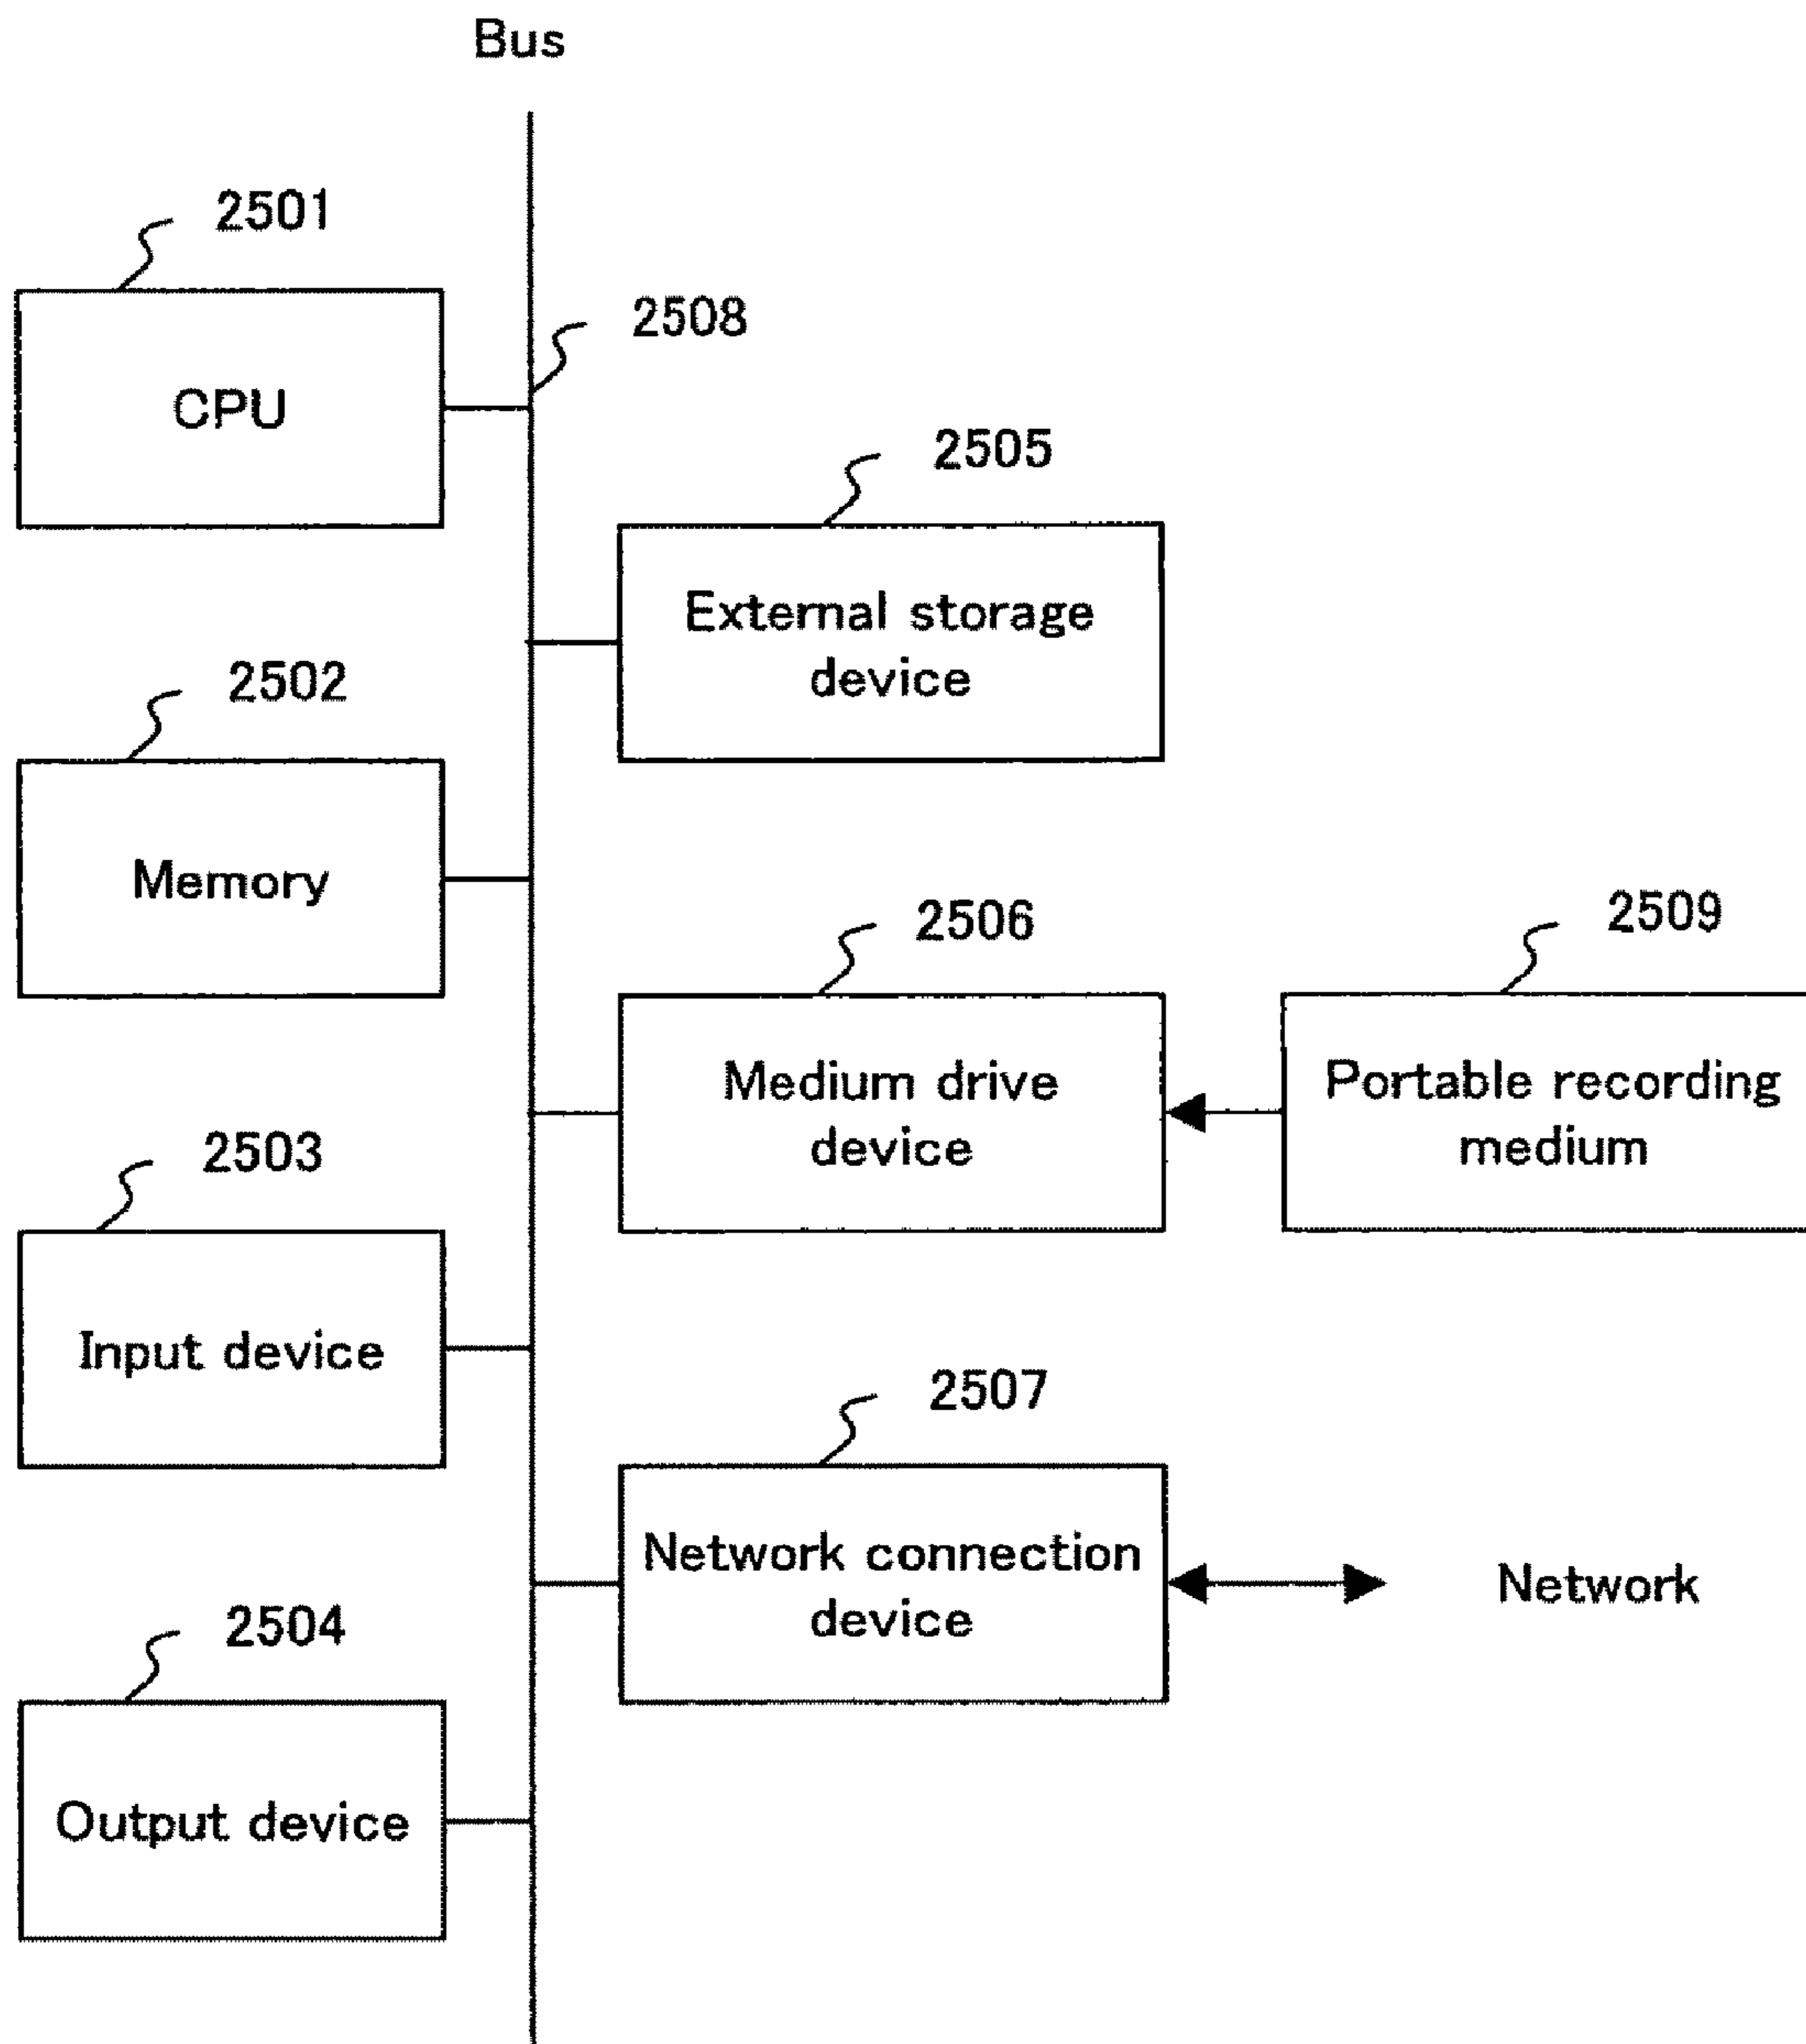 Bus
2501
CPU
2508
2505
External storage
device
2502
Memory
2506
Medium drive
device
2509
Portable recording
medium
2503
Input device
2507
Network connection
device
Network
2504
Output device